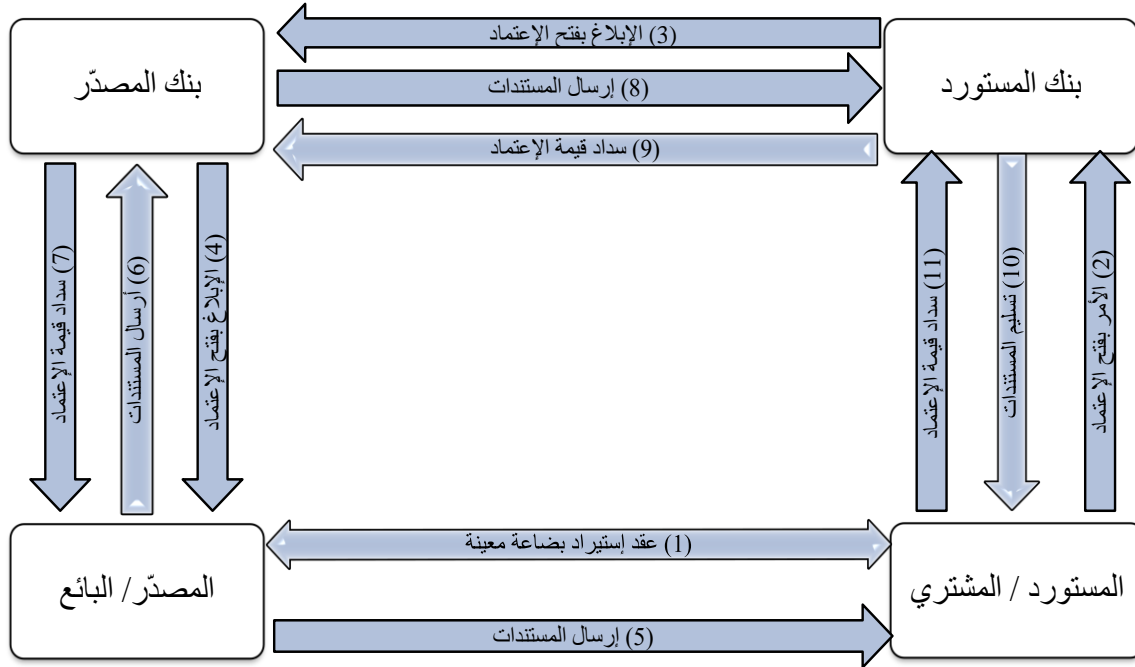 (3) الإبلاغ بفتح الإعتماد
بنك المستورد
بنك المصدّر
(8) إرسال المستندات
(9) سداد قيمة الإعتماد
(2) الأمر بفتح الإعتماد
(10) تسليم المستندات
(11) سداد قيمة الإعتماد
(4) الإبلاغ بفتح الإعتماد
(6) أرسال المستندات
(7) سداد قيمة الإعتماد
(1) عقد إستيراد بضاعة معينة
المستورد / المشتري
المصدّر/ البائع
(5) إرسال المستندات